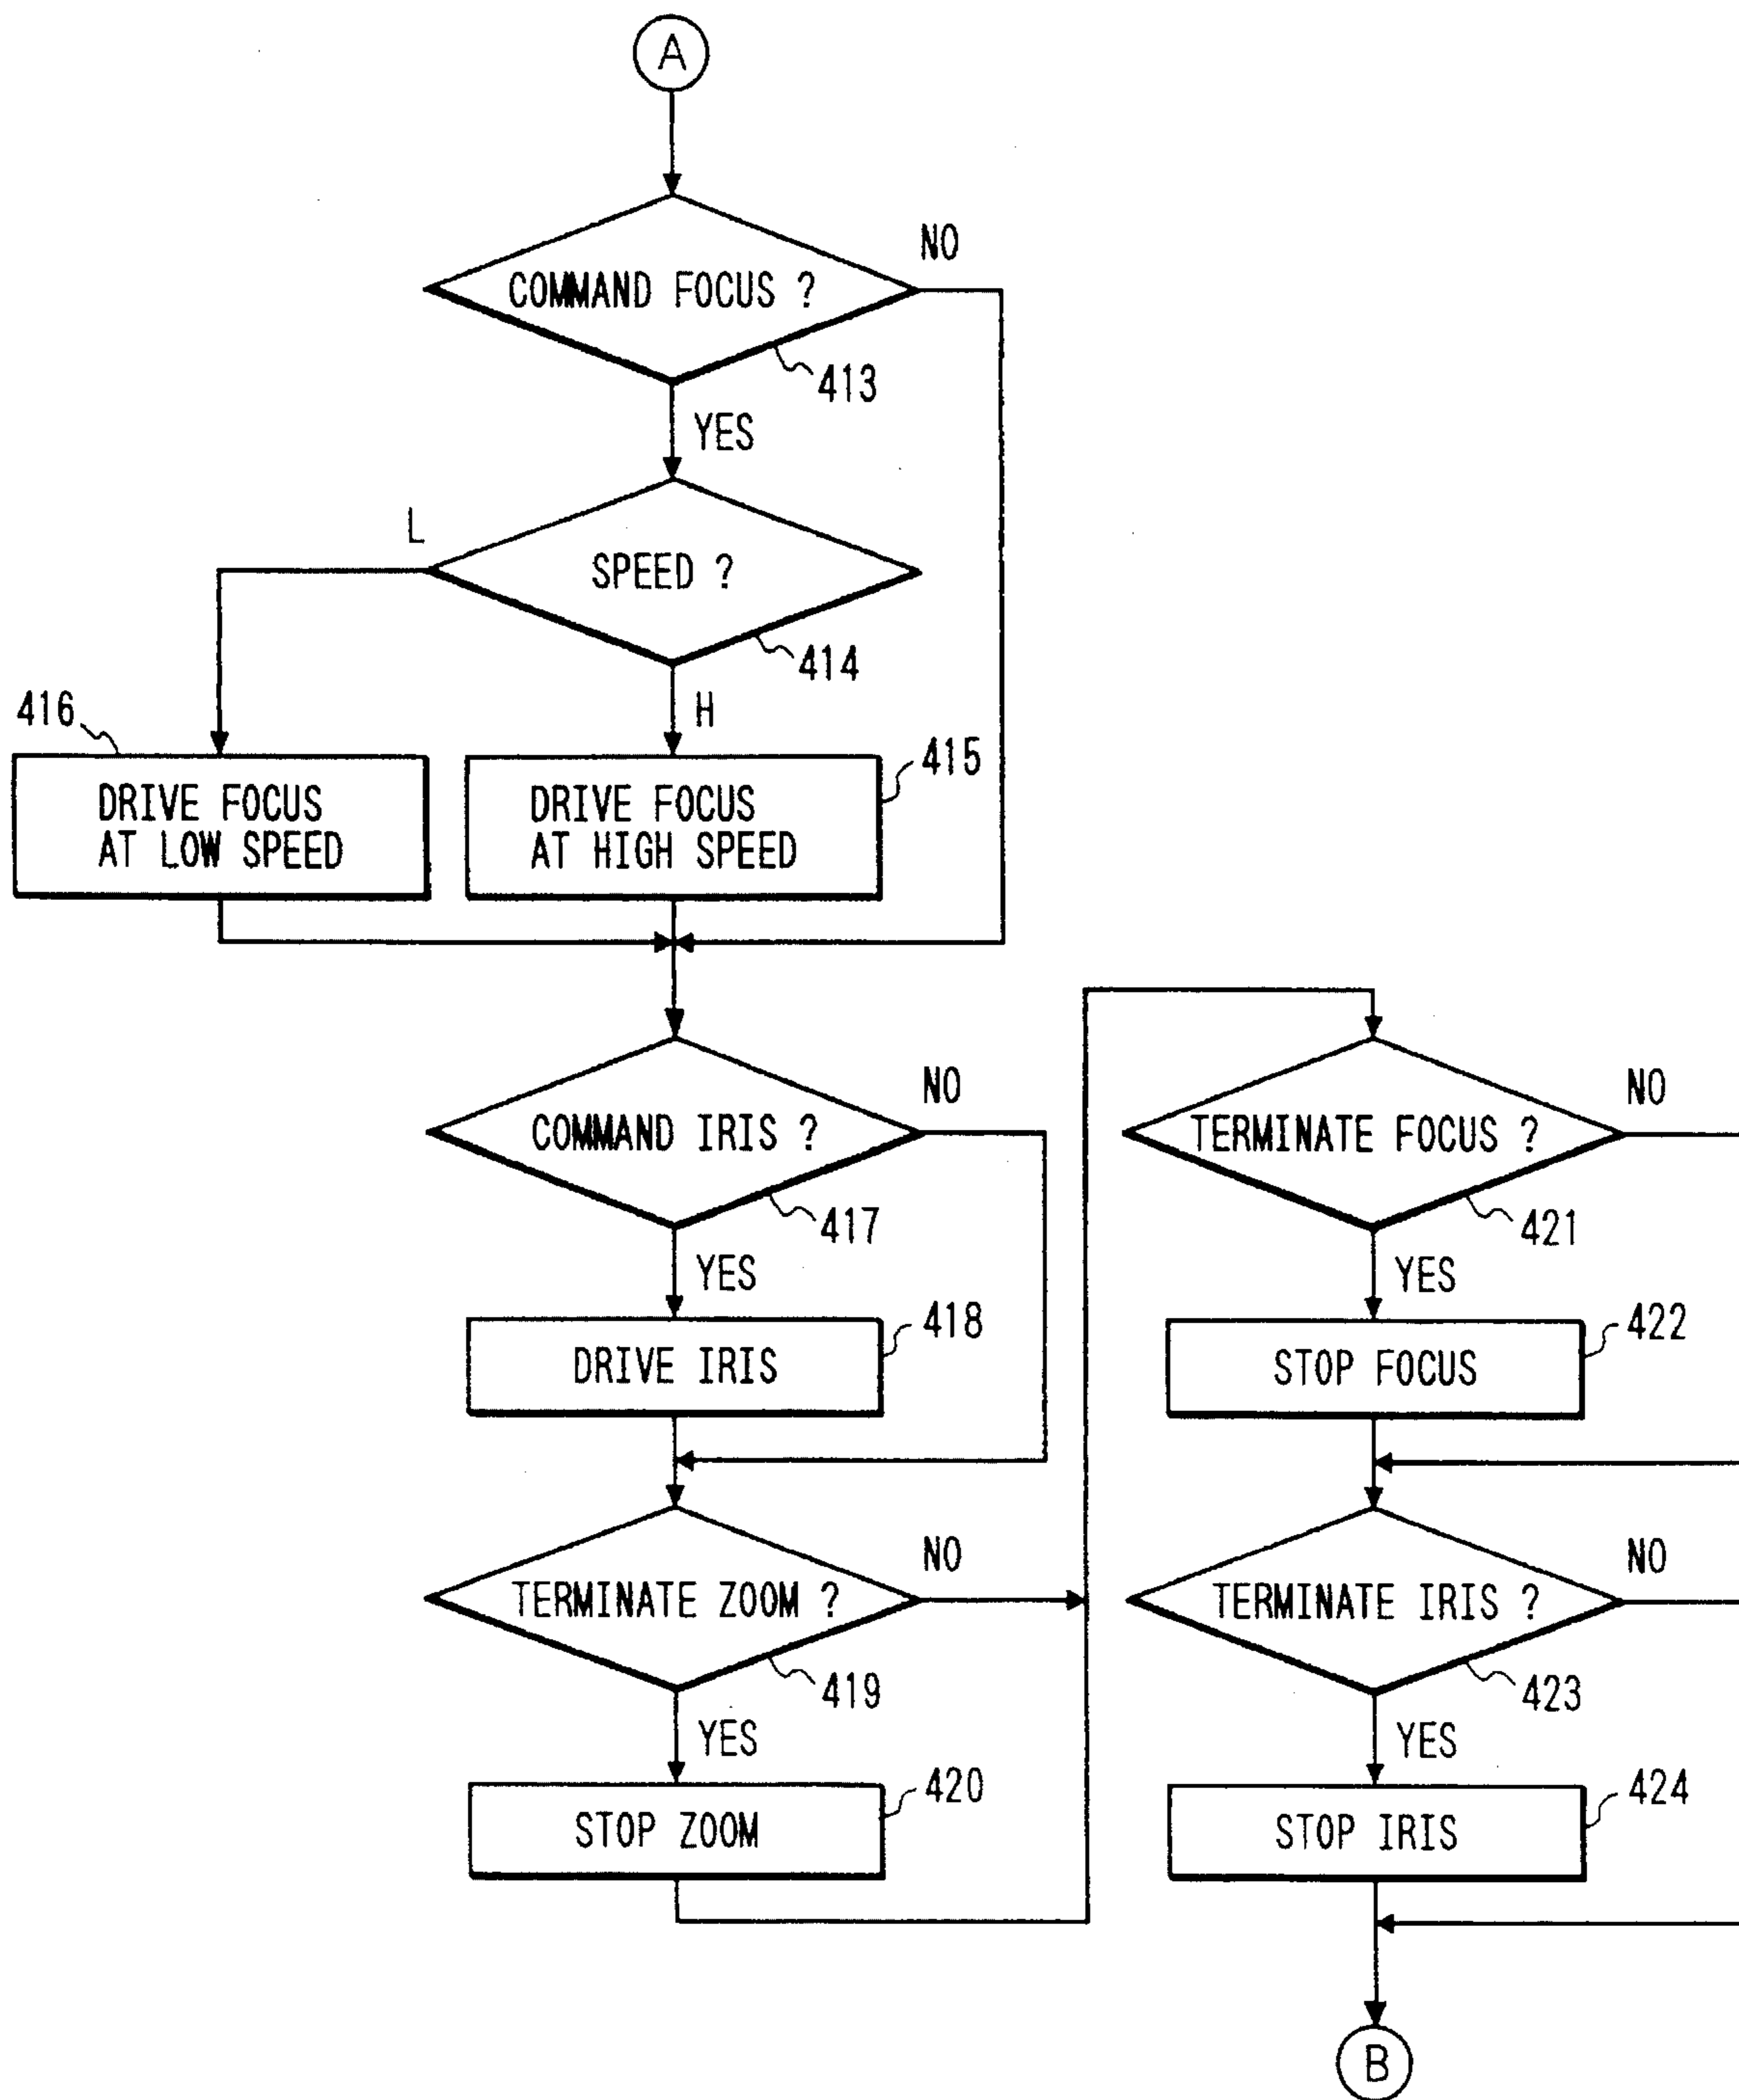 A
COMMAND FOCUS ?
NO
413
YES
L
SPEED ?
414
H
416
415
DRIVE FOCUS
AT LOW SPEED
DRIVE FOCUS
AT HIGH SPEED
COMMAND IRIS ?
NO
417
YES
418
DRIVE IRIS
TERMINATE ZOOM ?
NO
419
YES
420
STOP ZOOM
TERMINATE FOCUS ?
NO
421
YES
422
STOP FOCUS
TERMINATE IRIS ?
NO
423
YES
424
STOP IRIS
B